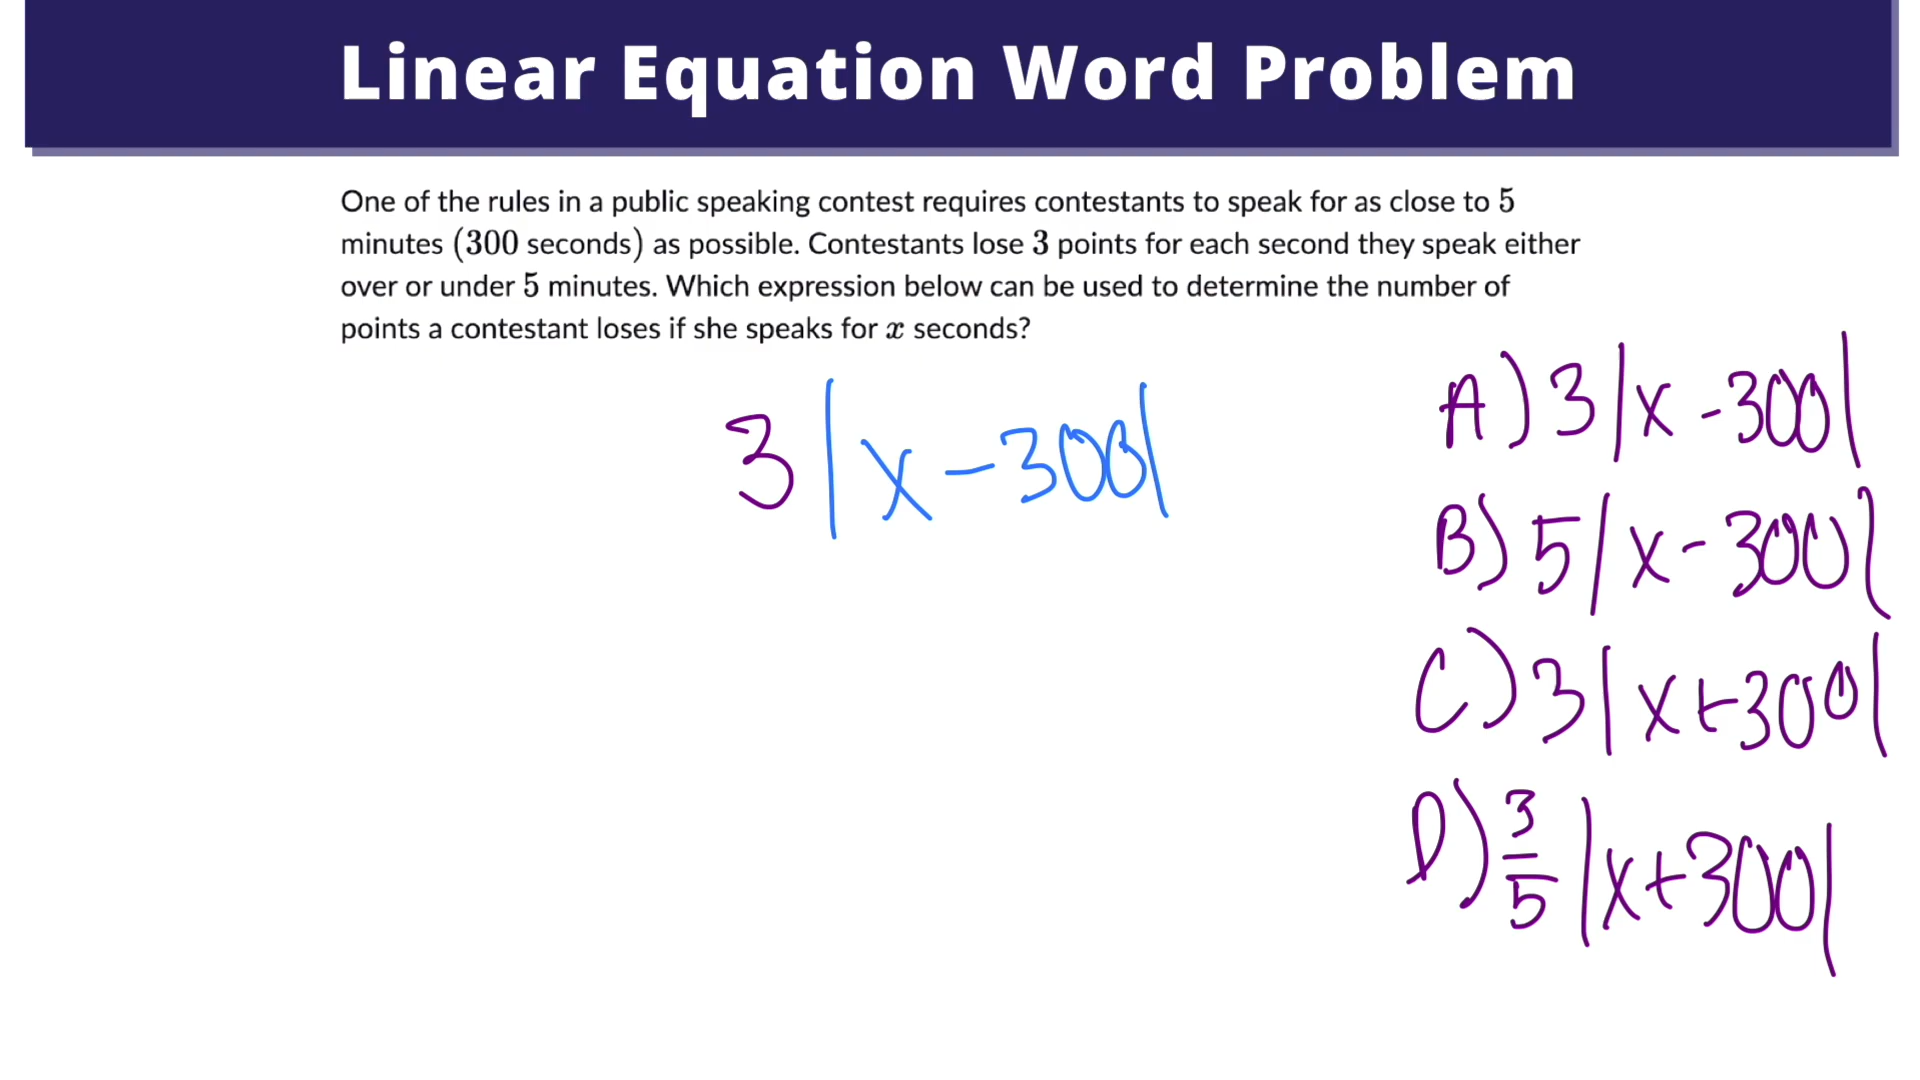 Linear Equation Word Problem
One of the rules in a public speaking contest requires contestants to speak for as close to 5
minutes (300 seconds) as possible. Contestants lose 3 points for each second they speak either
over or under 5 minutes. Which expression below can be used to determine the number of
points a contestant loses if she speaks for x seconds?
3|x-300|
A) 3|x-300|
B) 5|x-300|
C) 3|x+300|
D) 3/5|x+300|